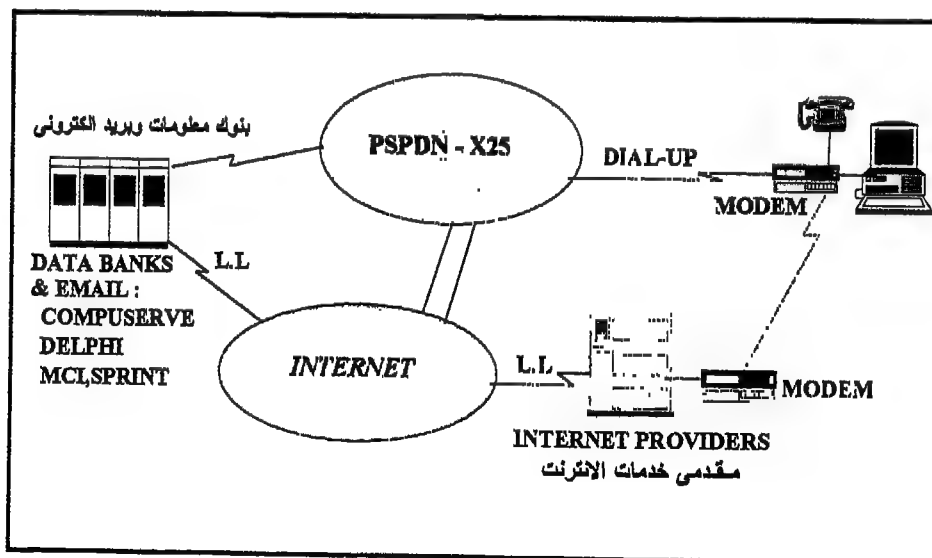 بنوك معلومات وبريد الكتروني
PSPDN - X25
DIAL-UP
MODEM
DATA BANKS
& EMAIL :
COMPUSERVE
DELPHI
MCI,SPRINT
L.L
INTERNET
L.L
MODEM
INTERNET PROVIDERS
مقدمى خدمات الانترنت